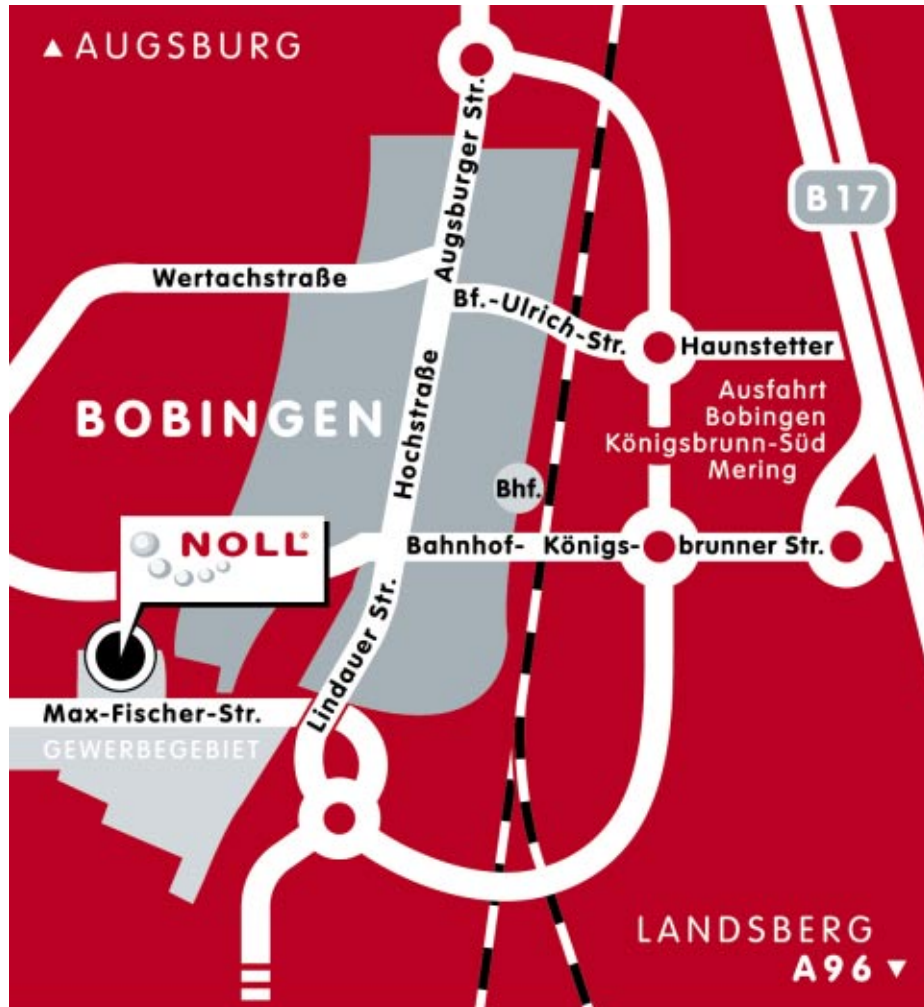 ▲ AUGSBURG
Augsburger Str.
B 17
Wertachstraße
Bf.-Ulrich-Str.
Haunstetter
Ausfahrt
Bobingen
Königsbrunn-Süd
Mering
BOBINGEN
Hochstraße
Bhf.
NOLL®
Bahnhof- Königs- brunner Str.
Lindauer Str.
Max-Fischer-Str.
GEWERBEGEBIET
LANDSBERG
A96 ▼